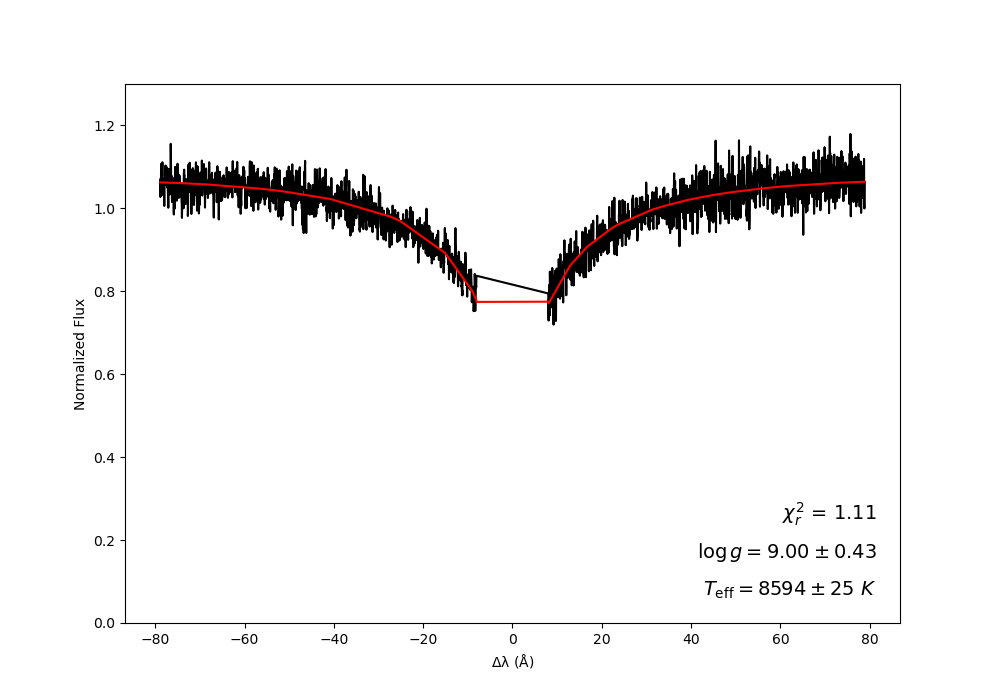 1.2
1.0
0.8
0.6
0.4
0.2
0.0
Normalized Flux
χ²ᵣ = 1.11
log g = 9.00 ± 0.43
T_eff = 8594 ± 25 K
−80 −60 −40 −20 0 20 40 60 80
Δλ (Å)